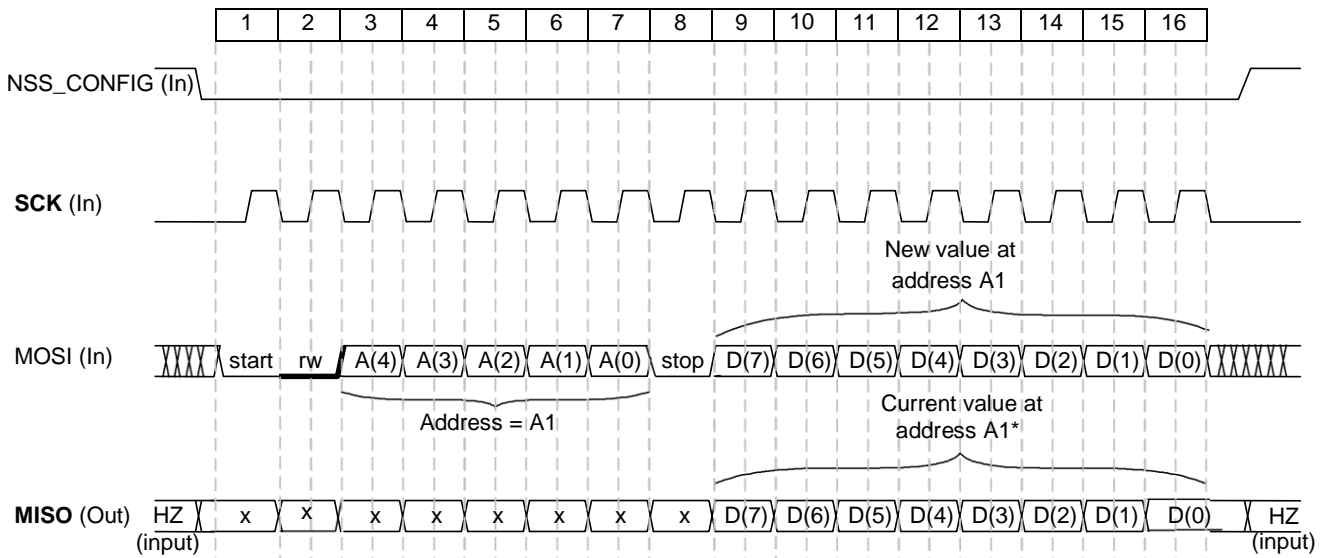 1 2 3 4 5 6 7 8 9 10 11 12 13 14 15 16
NSS_CONFIG (In)
SCK (In)
New value at
address A1
MOSI (In) start rw A(4) A(3) A(2) A(1) A(0) stop D(7) D(6) D(5) D(4) D(3) D(2) D(1) D(0)
Address = A1
Current value at
address A1*
MISO (Out) HZ x x x x x x x x D(7) D(6) D(5) D(4) D(3) D(2) D(1) D(0) HZ
(input) (input)